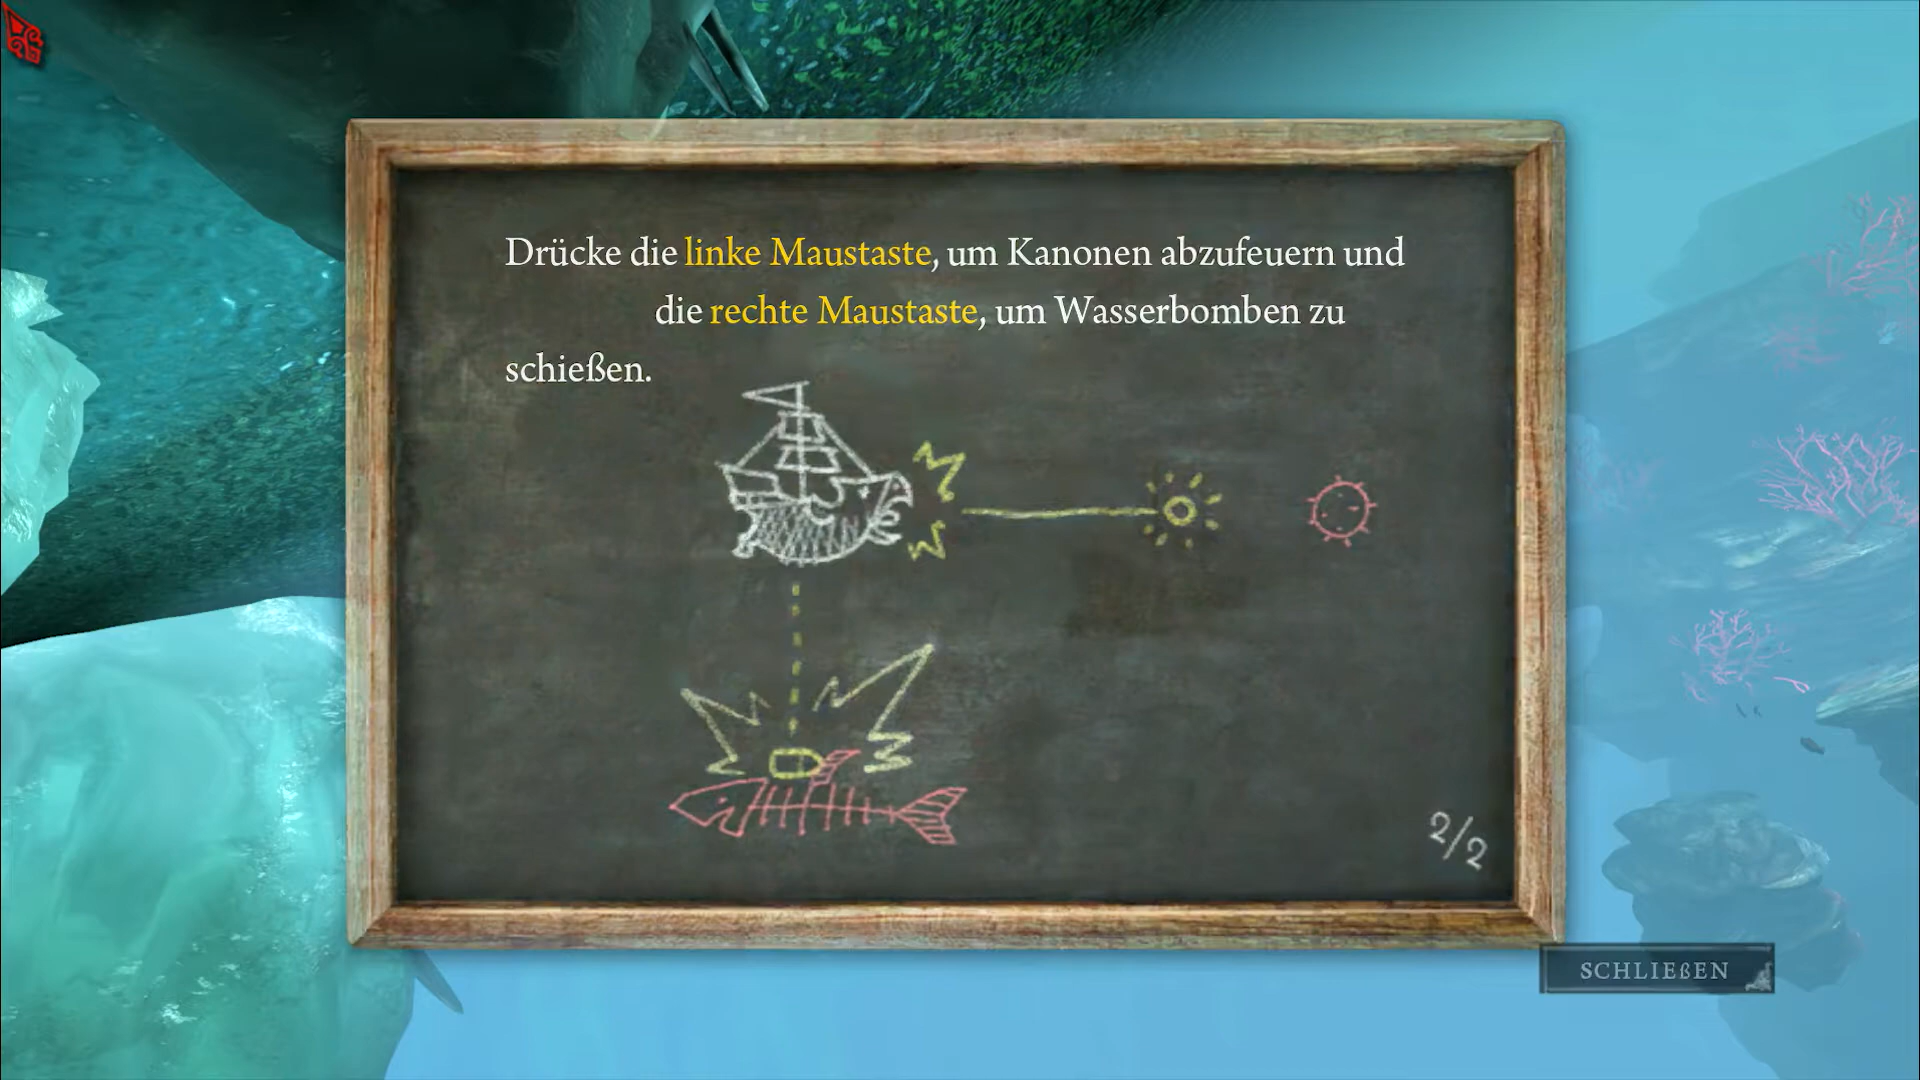 Drücke die linke Maustaste, um Kanonen abzufeuern und
die rechte Maustaste, um Wasserbomben zu
schießen.
2/2
SCHLIEßEN